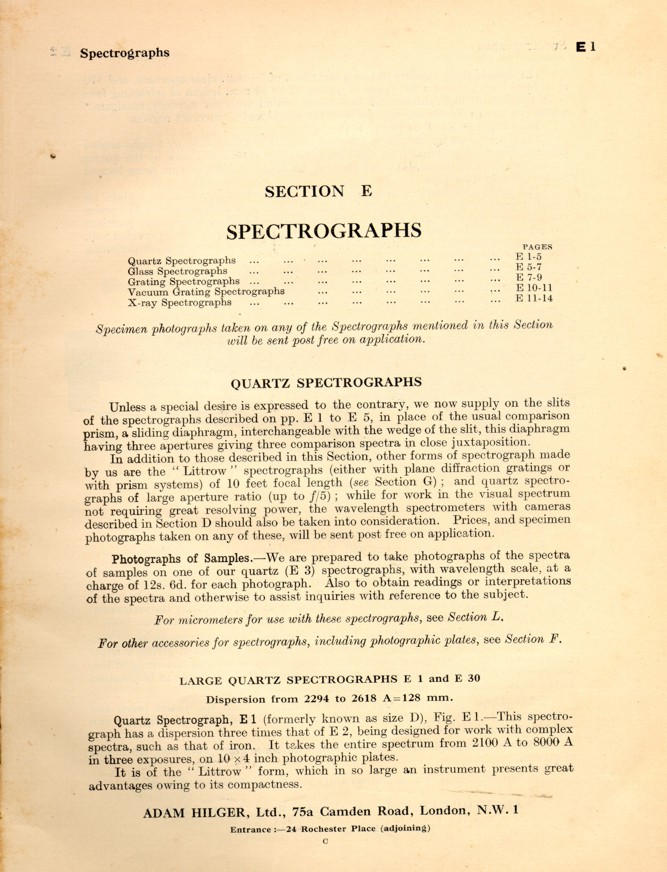 Spectrographs
E 1
SECTION E
SPECTROGRAPHS
PAGES
Quartz Spectrographs ... ... ... ... ... ... ... ... E 1-5
Glass Spectrographs ... ... ... ... ... ... ... ... E 5-7
Grating Spectrographs ... ... ... ... ... ... ... ... E 7-9
Vacuum Grating Spectrographs ... ... ... ... ... ... E 10-11
X-ray Spectrographs ... ... ... ... ... ... ... ... E 11-14
Specimen photographs taken on any of the Spectrographs mentioned in this Section
will be sent post free on application.
QUARTZ SPECTROGRAPHS
Unless a special desire is expressed to the contrary, we now supply on the slits
of the spectrographs described on pp. E 1 to E 5, in place of the usual comparison
prism, a sliding diaphragm, interchangeable with the wedge of the slit, this diaphragm
having three apertures giving three comparison spectra in close juxtaposition.
In addition to those described in this Section, other forms of spectrograph made
by us are the " Littrow " spectrographs (either with plane diffraction gratings or
with prism systems) of 10 feet focal length (see Section G) ; and quartz spectro-
graphs of large aperture ratio (up to f/5) ; while for work in the visual spectrum
not requiring great resolving power, the wavelength spectrometers with cameras
described in Section D should also be taken into consideration. Prices, and specimen
photographs taken on any of these, will be sent post free on application.
Photographs of Samples.—We are prepared to take photographs of the spectra
of samples on one of our quartz (E 3) spectrographs, with wavelength scale, at a
charge of 12s. 6d. for each photograph. Also to obtain readings or interpretations
of the spectra and otherwise to assist inquiries with reference to the subject.
For micrometers for use with these spectrographs, see Section L.
For other accessories for spectrographs, including photographic plates, see Section F.
LARGE QUARTZ SPECTROGRAPHS E 1 and E 30
Dispersion from 2294 to 2618 A=128 mm.
Quartz Spectrograph, E 1 (formerly known as size D), Fig. E 1.—This spectro-
graph has a dispersion three times that of E 2, being designed for work with complex
spectra, such as that of iron. It takes the entire spectrum from 2100 A to 8000 A
in three exposures, on 10 × 4 inch photographic plates.
It is of the " Littrow " form, which in so large an instrument presents great
advantages owing to its compactness.
ADAM HILGER, Ltd., 75a Camden Road, London, N.W. 1
Entrance :—24 Rochester Place (adjoining)
C